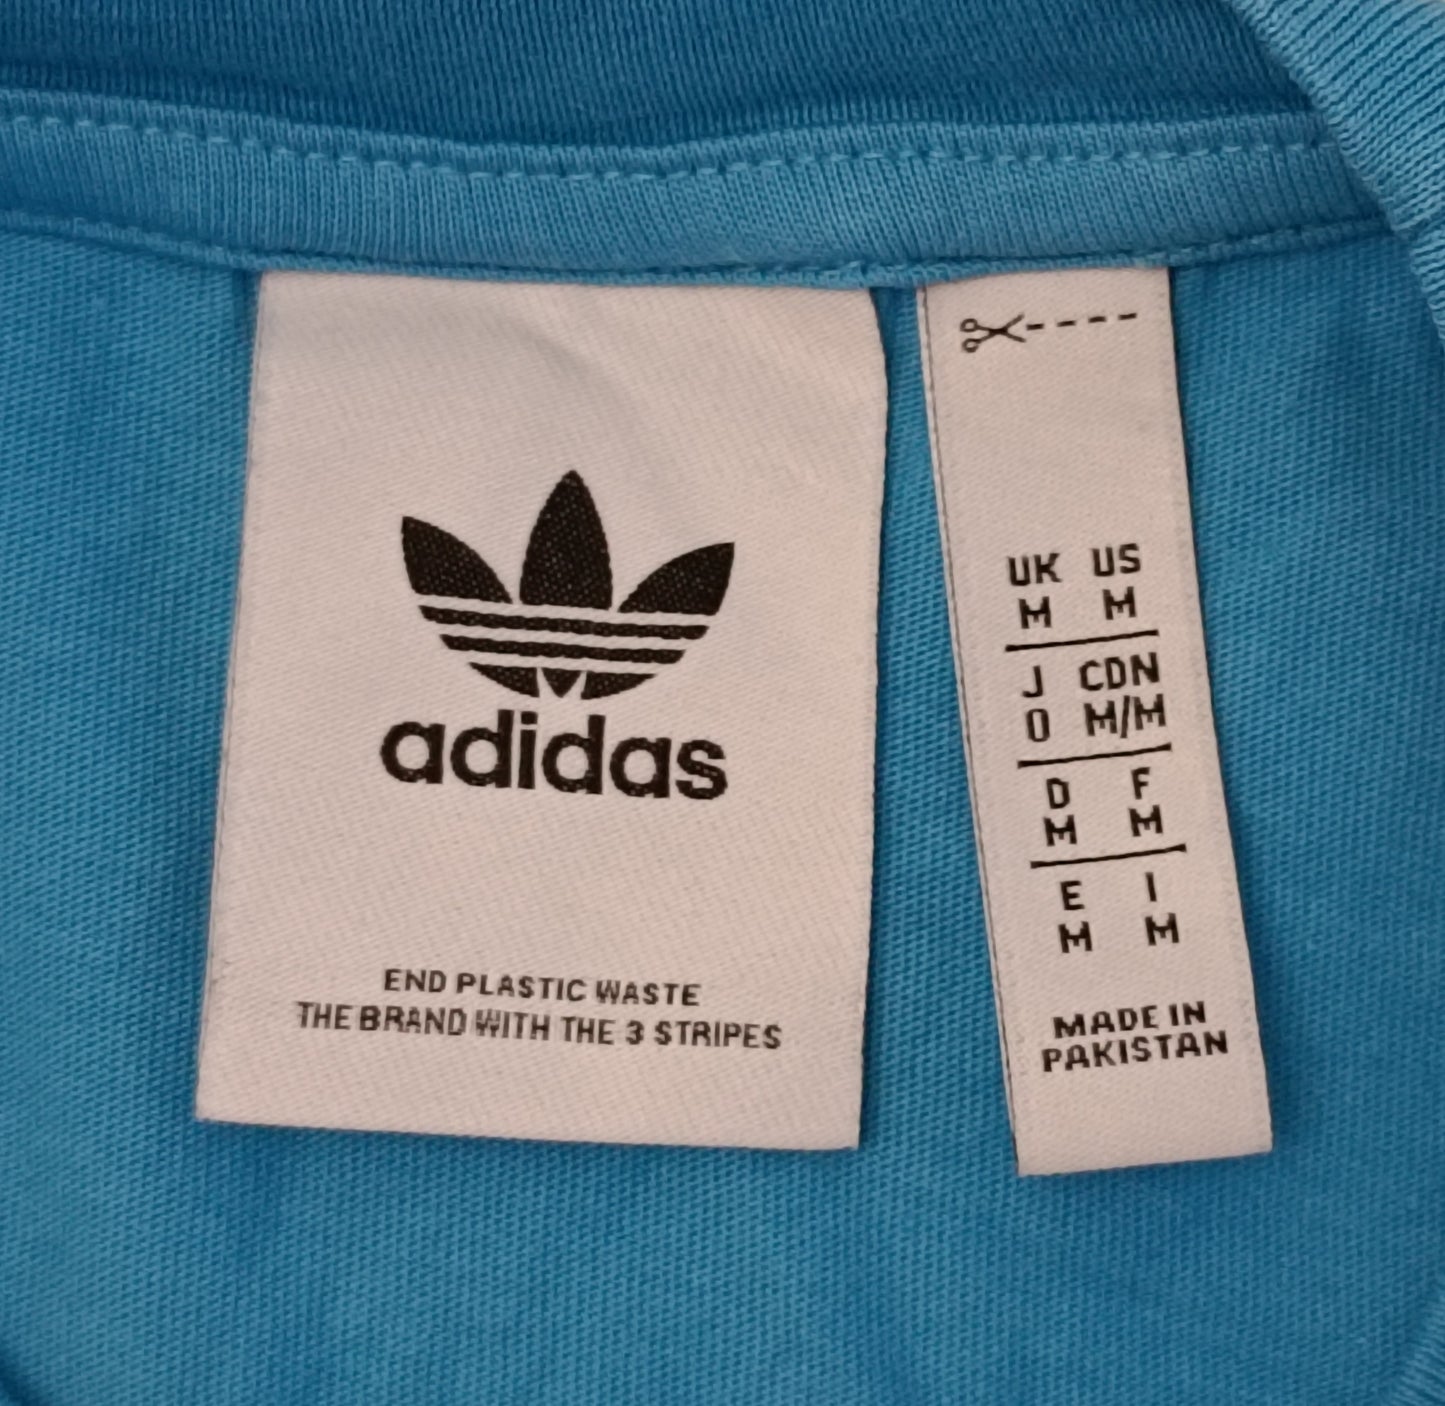 adidas
END PLASTIC WASTE
THE BRAND WITH THE 3 STRIPES
UK US
M M
J CDN
O M/M
D F
M M
E I
M M
MADE IN
PAKISTAN